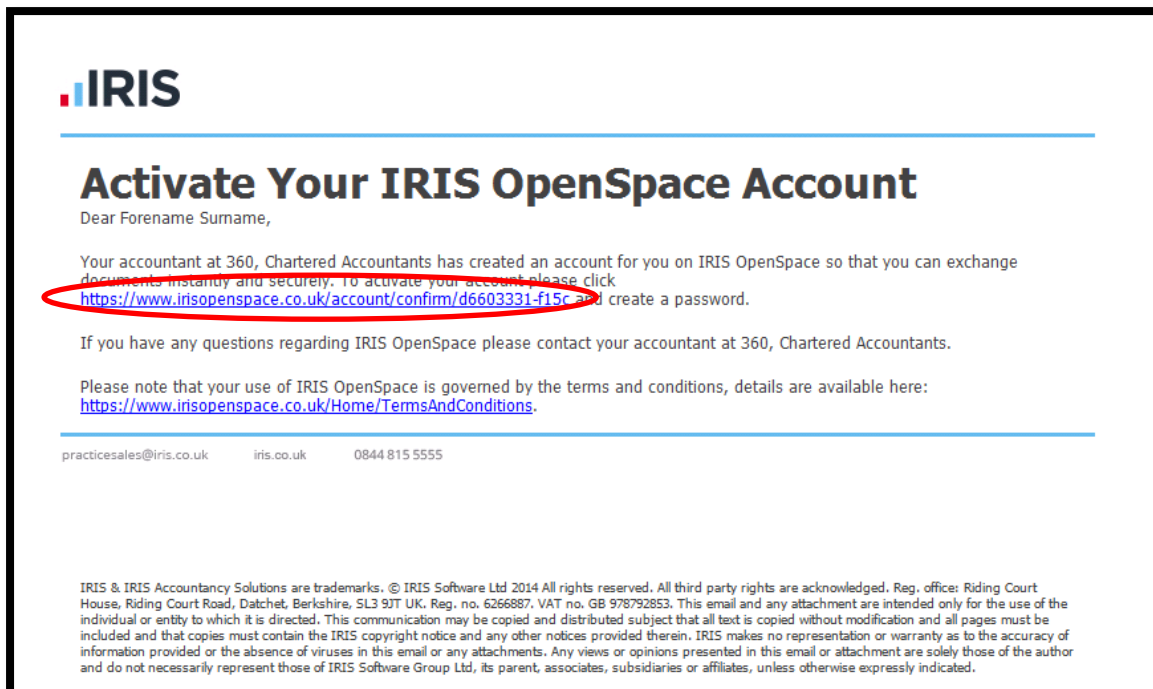 IRIS
Activate Your IRIS OpenSpace Account
Dear Forename Surname,
Your accountant at 360, Chartered Accountants has created an account for you on IRIS OpenSpace so that you can exchange
documents instantly and securely. To activate your account please click
https://www.irisopenspace.co.uk/account/confirm/d6603331-f15c and create a password.
If you have any questions regarding IRIS OpenSpace please contact your accountant at 360, Chartered Accountants.
Please note that your use of IRIS OpenSpace is governed by the terms and conditions, details are available here:
https://www.irisopenspace.co.uk/Home/TermsAndConditions.
practicesales@iris.co.uk iris.co.uk 0844 815 5555
IRIS & IRIS Accountancy Solutions are trademarks. © IRIS Software Ltd 2014 All rights reserved. All third party rights are acknowledged. Reg. office: Riding Court
House, Riding Court Road, Datchet, Berkshire, SL3 9JT UK. Reg. no. 6266887. VAT no. GB 978792853. This email and any attachment are intended only for the use of the
individual or entity to which it is directed. This communication may be copied and distributed subject that all text is copied without modification and all pages must be
included and that copies must contain the IRIS copyright notice and any other notices provided therein. IRIS makes no representation or warranty as to the accuracy of
information provided or the absence of viruses in this email or any attachments. Any views or opinions presented in this email or attachment are solely those of the author
and do not necessarily represent those of IRIS Software Group Ltd, its parent, associates, subsidiaries or affiliates, unless otherwise expressly indicated.